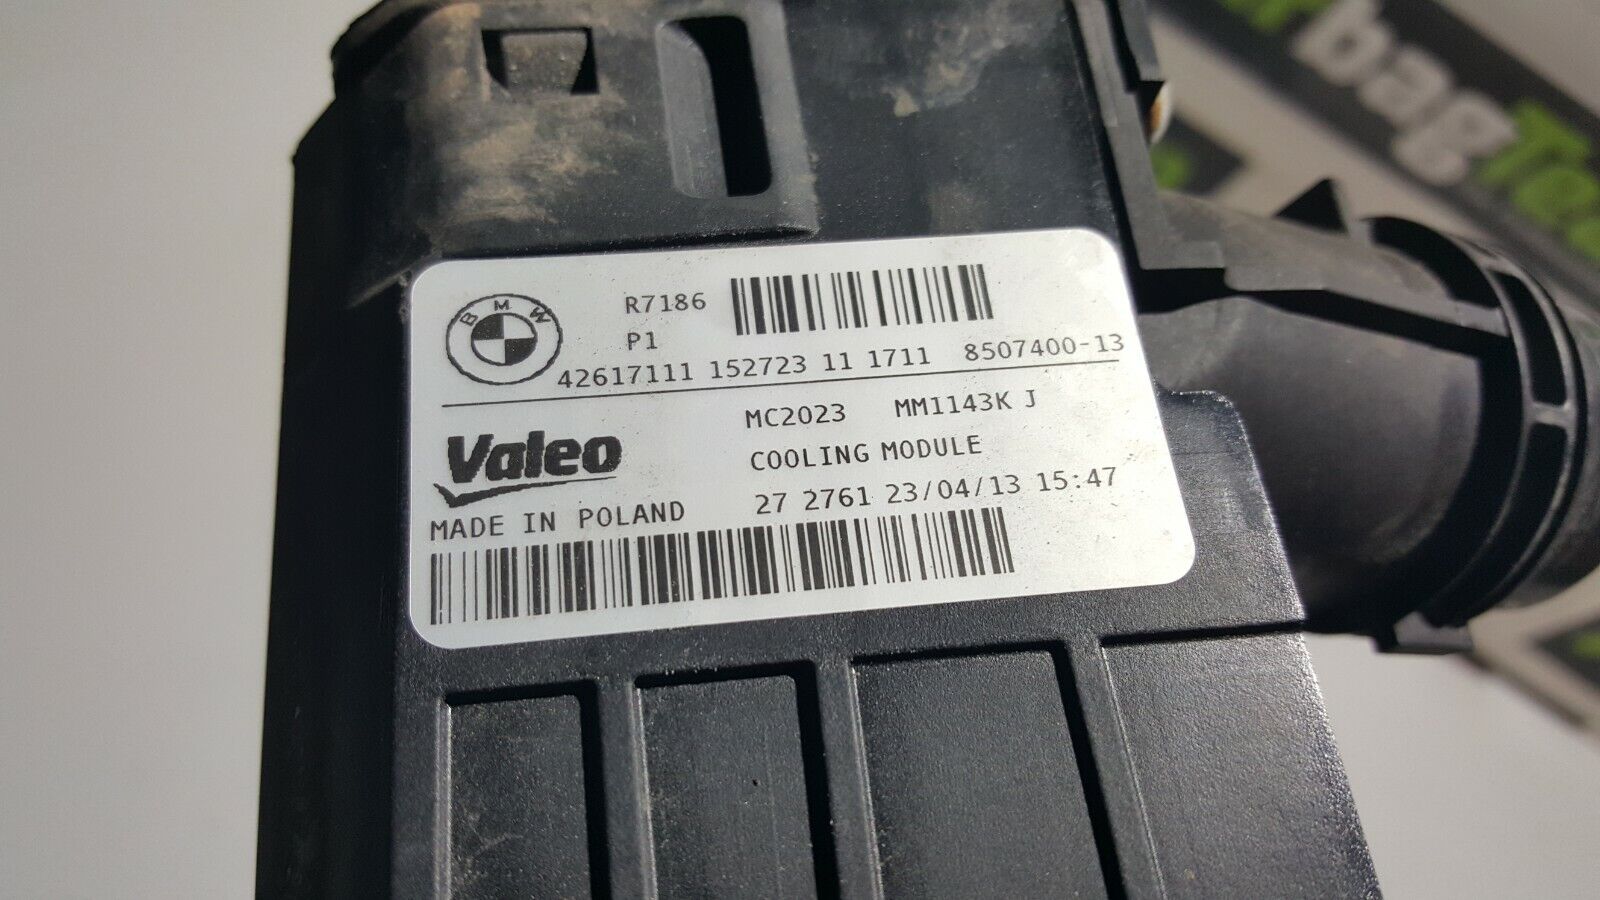 BMW
R7186
P1
42617111 152723 11 1711 8507400-13
MC2023 MM1143K J
Valeo
COOLING MODULE
MADE IN POLAND 27 2761 23/04/13 15:47
bag